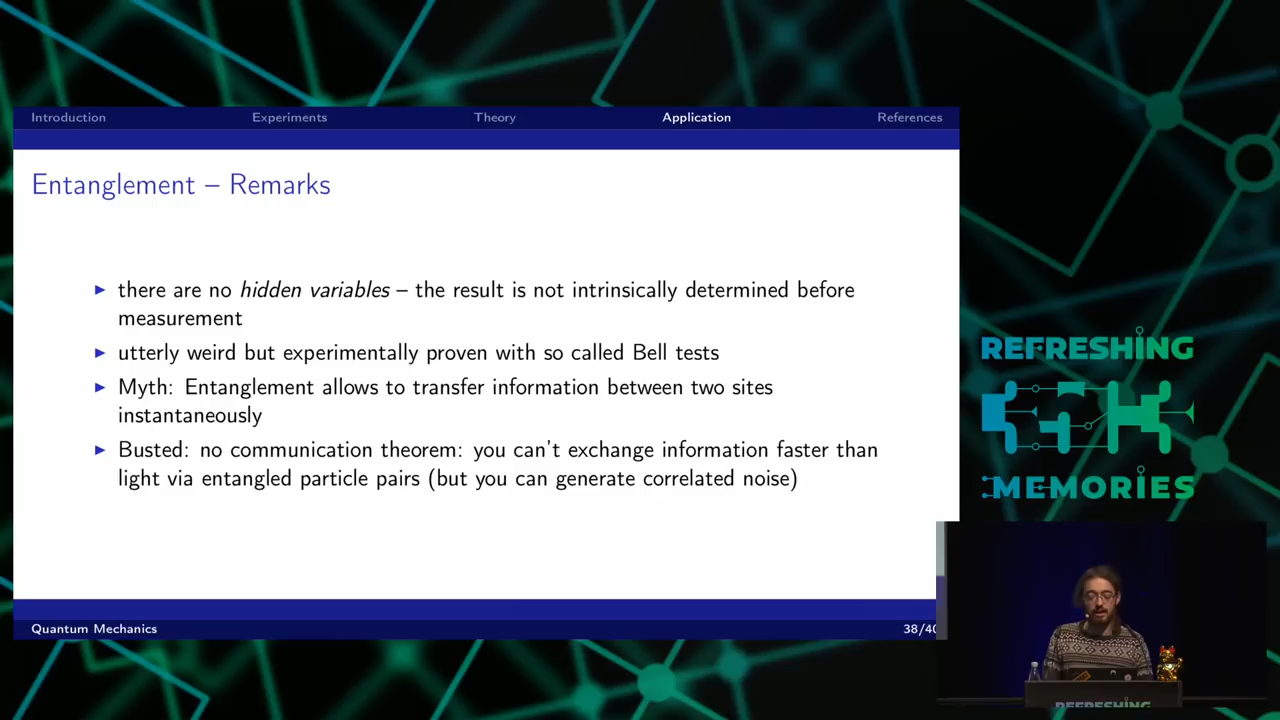 Introduction Experiments Theory Application References
Entanglement – Remarks
▶ there are no hidden variables – the result is not intrinsically determined before
measurement
▶ utterly weird but experimentally proven with so called Bell tests
▶ Myth: Entanglement allows to transfer information between two sites
instantaneously
▶ Busted: no communication theorem: you can't exchange information faster than
light via entangled particle pairs (but you can generate correlated noise)
Quantum Mechanics 38/40
REFRESHING
MEMORIES
REFRESHING